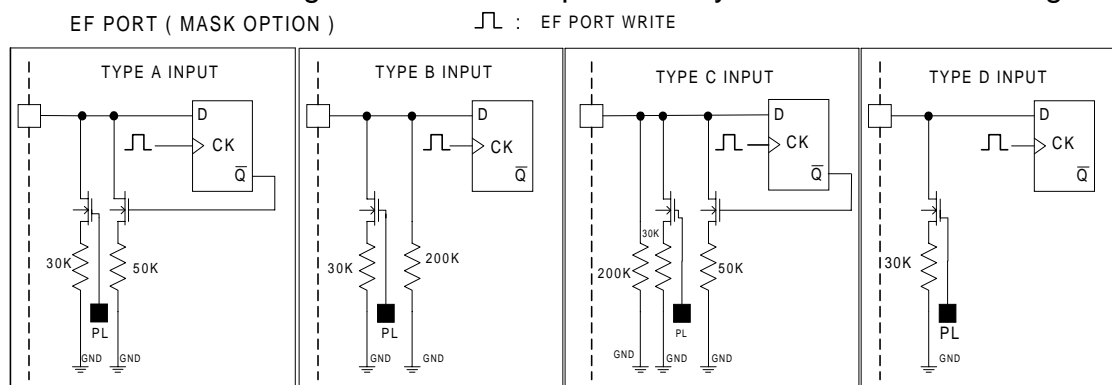 EF PORT ( MASK OPTION ) : EF PORT WRITE
TYPE A INPUT
D
CK
Q
30K
50K
PL
GND
GND
TYPE B INPUT
D
CK
Q
30K
200K
PL
GND
GND
TYPE C INPUT
D
CK
Q
30K
200K
50K
PL
GND
GND
GND
TYPE D INPUT
D
CK
Q
30K
PL
GND